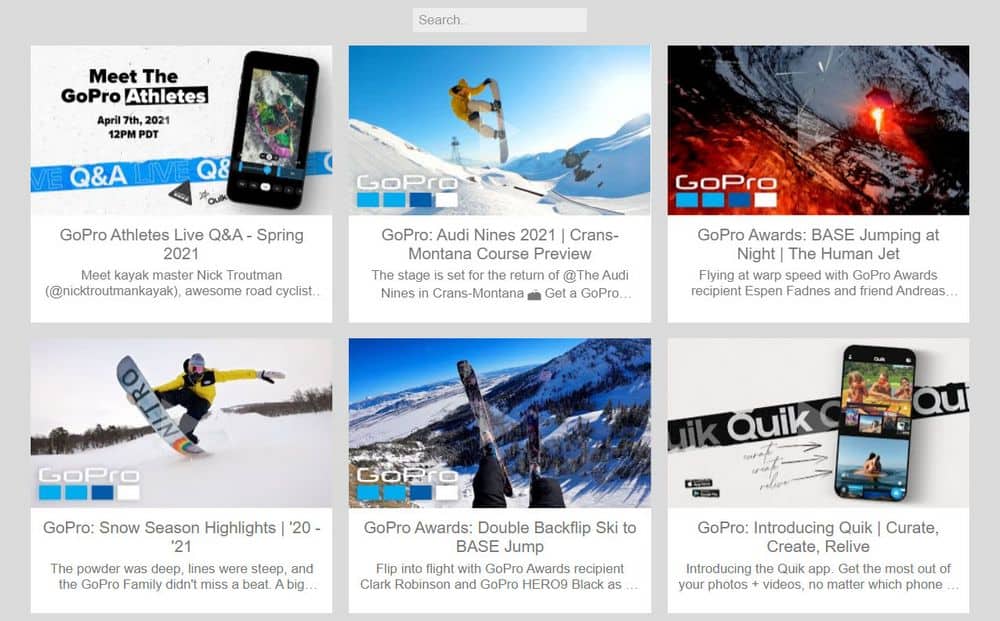 Search..
Meet The
GoPro Athletes
April 7th, 2021
12PM PDT
LIVE Q&A LIVE Q&
Quik
GoPro
GoPro
GoPro Athletes Live Q&A - Spring
2021
Meet kayak master Nick Troutman
(@nicktroutmankayak), awesome road cyclist..
GoPro: Audi Nines 2021 | Crans-
Montana Course Preview
The stage is set for the return of @The Audi
Nines in Crans-Montana Get a GoPro…
GoPro Awards: BASE Jumping at
Night | The Human Jet
Flying at warp speed with GoPro Awards
recipient Espen Fadnes and friend Andreas…
NITRO
GoPro
GoPro
Quik
uik Quik Qu
curate
create
relive
GoPro: Snow Season Highlights | '20 -
'21
The powder was deep, lines were steep, and
the GoPro Family didn't miss a beat. A big…
GoPro Awards: Double Backflip Ski to
BASE Jump
Flip into flight with GoPro Awards recipient
Clark Robinson and GoPro HERO9 Black as …
GoPro: Introducing Quik | Curate,
Create, Relive
Introducing the Quik app. Get the most out of
your photos + videos, no matter which phone …